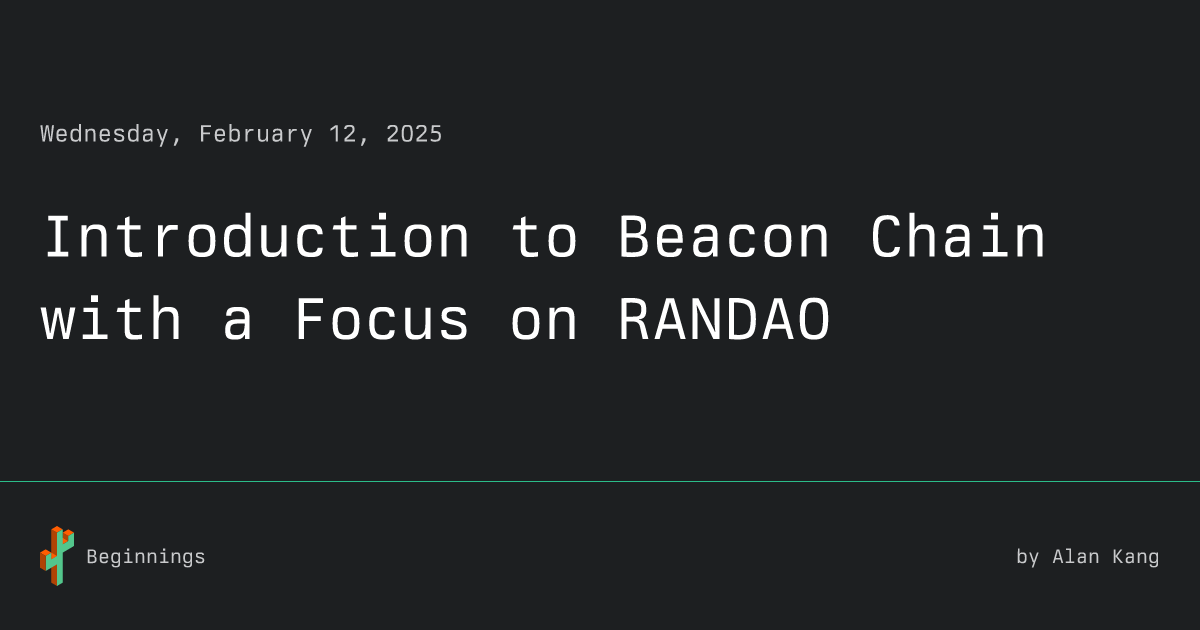 Wednesday, February 12, 2025
Introduction to Beacon Chain
with a Focus on RANDAO
Beginnings
by Alan Kang